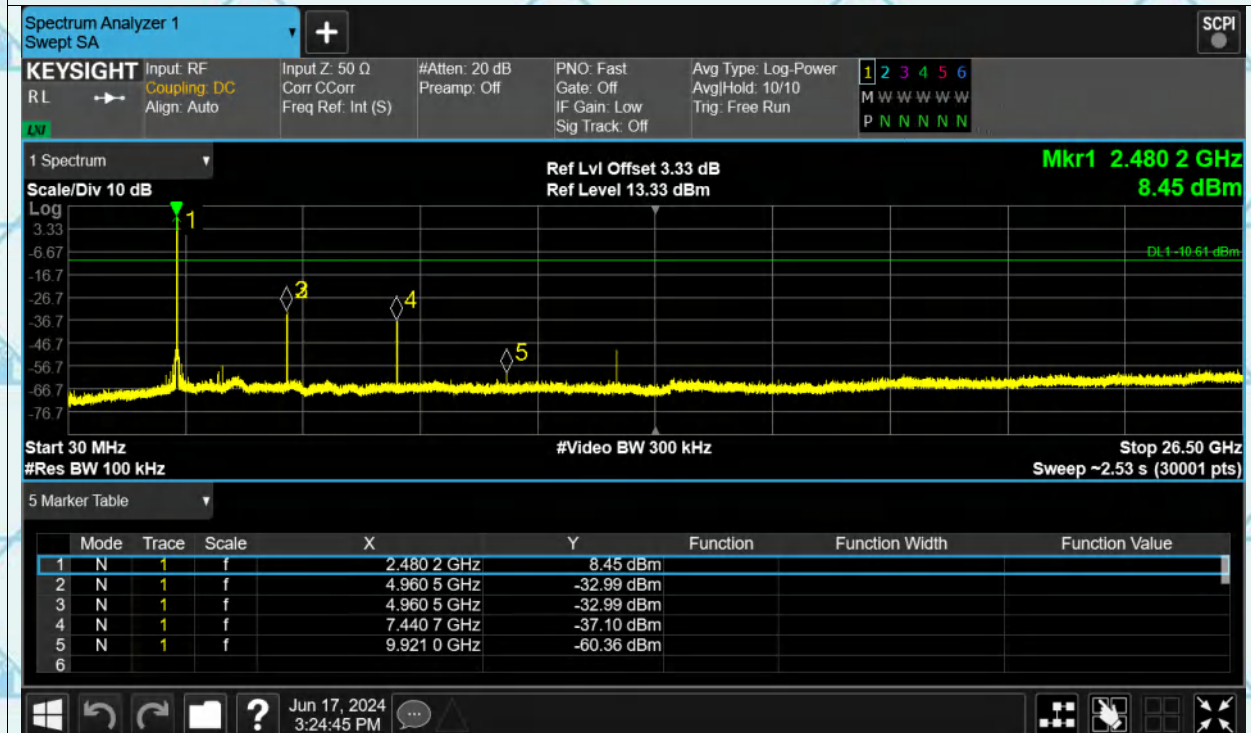 Spectrum Analyzer 1
Swept SA
+
SCPI
KEYSIGHT
RL
LXI
Input: RF
Coupling: DC
Align: Auto
Input Z: 50 Ω
Corr CCorr
Freq Ref: Int (S)
#Atten: 20 dB
Preamp: Off
PNO: Fast
Gate: Off
IF Gain: Low
Sig Track: Off
Avg Type: Log-Power
Avg|Hold: 10/10
Trig: Free Run
1 2 3 4 5 6
M W W W W W
P N N N N N
1 Spectrum
Scale/Div 10 dB
Ref Lvl Offset 3.33 dB
Ref Level 13.33 dBm
Mkr1 2.480 2 GHz
8.45 dBm
Log
3.33
-6.67
-16.7
-26.7
-36.7
-46.7
-56.7
-66.7
-76.7
1
3
4
5
DL1 -10.61 dBm
Start 30 MHz
#Res BW 100 kHz
#Video BW 300 kHz
Stop 26.50 GHz
Sweep ~2.53 s (30001 pts)
5 Marker Table
Mode Trace Scale X Y Function Function Width Function Value
1 N 1 f 2.480 2 GHz 8.45 dBm
2 N 1 f 4.960 5 GHz -32.99 dBm
3 N 1 f 4.960 5 GHz -32.99 dBm
4 N 1 f 7.440 7 GHz -37.10 dBm
5 N 1 f 9.921 0 GHz -60.36 dBm
6
?
Jun 17, 2024
3:24:45 PM